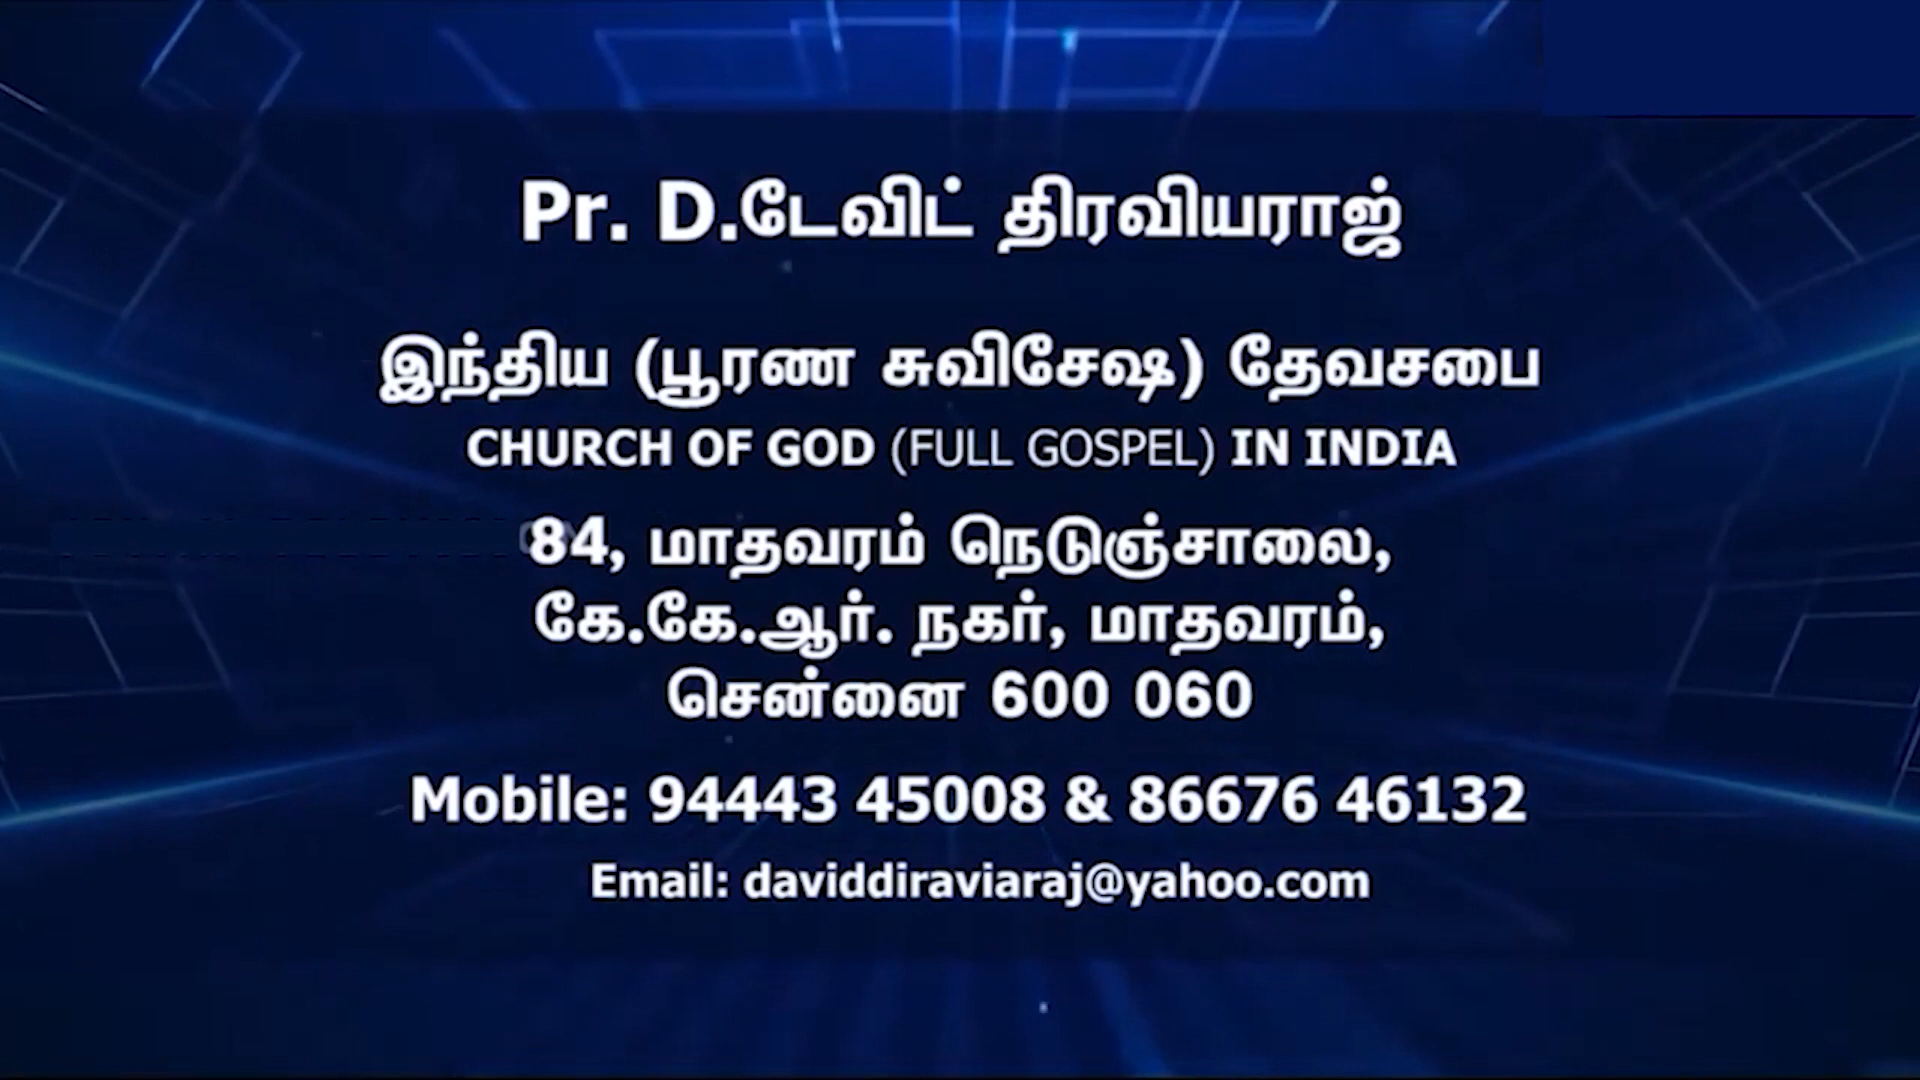 Pr. D.டேவிட் திரவியராஜ்
இந்திய (பூரண சுவிசேஷ) தேவசபை
CHURCH OF GOD (FULL GOSPEL) IN INDIA
84, மாதவரம் நெடுஞ்சாலை,
கே.கே.ஆர். நகர், மாதவரம்,
சென்னை 600 060
Mobile: 94443 45008 & 86676 46132
Email: daviddiraviaraj@yahoo.com